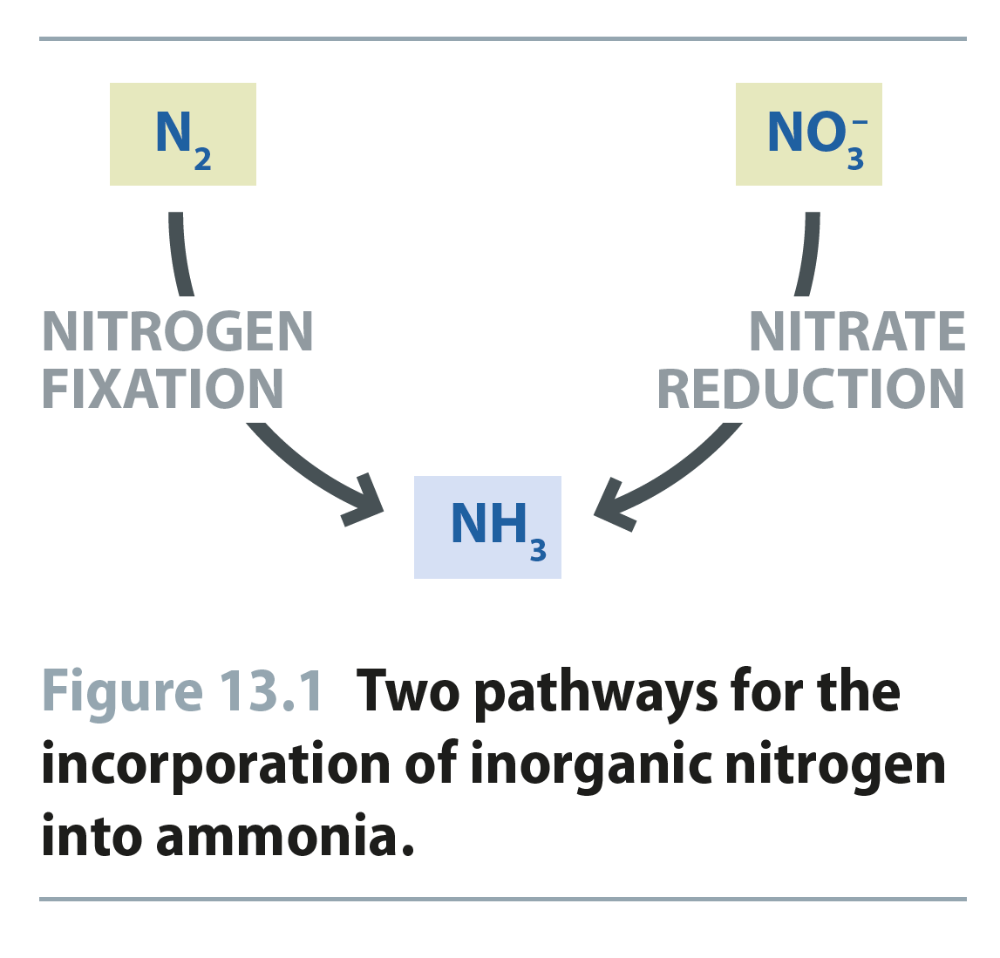 N₂
NO₃⁻
NITROGEN
FIXATION
NITRATE
REDUCTION
NH₃
Figure 13.1 Two pathways for the
incorporation of inorganic nitrogen
into ammonia.